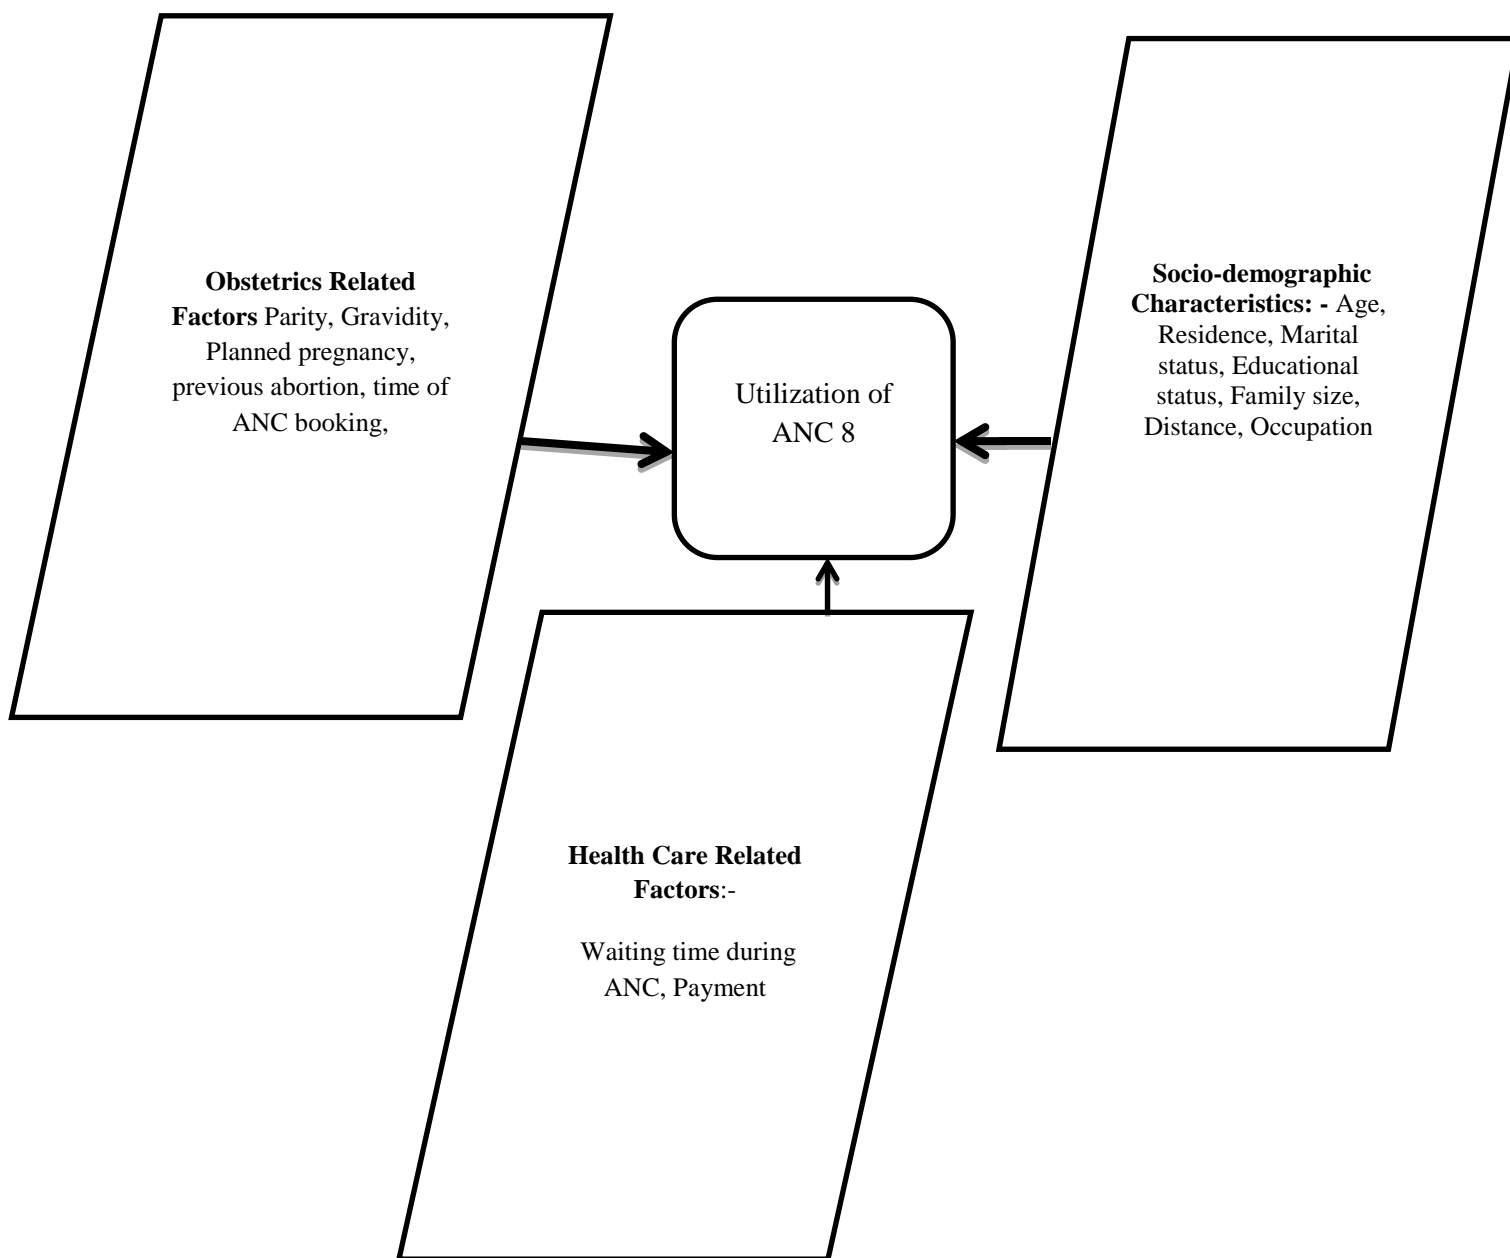 Obstetrics Related
Factors Parity, Gravidity,
Planned pregnancy,
previous abortion, time of
ANC booking,
Utilization of
ANC 8
Socio-demographic
Characteristics: - Age,
Residence, Marital
status, Educational
status, Family size,
Distance, Occupation
Health Care Related
Factors:-
Waiting time during
ANC, Payment